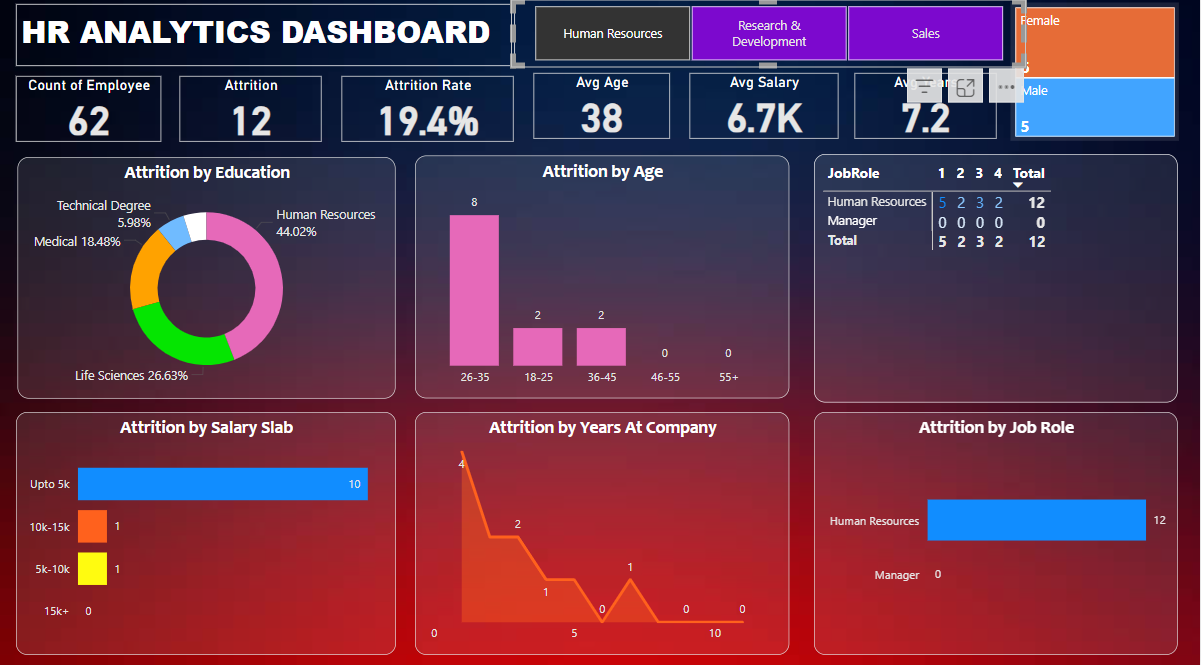 HR ANALYTICS DASHBOARD
Human Resources
Research &
Development
Sales
Female
Male
5
Count of Employee
62
Attrition
12
Attrition Rate
19.4%
Avg Age
38
Avg Salary
6.7K
7.2
Attrition by Education
Technical Degree
5.98%
Medical 18.48%
Human Resources
44.02%
Life Sciences 26.63%
Attrition by Age
8
2
2
0
0
26-35
18-25
36-45
46-55
55+
JobRole 1 2 3 4 Total
Human Resources 5 2 3 2 12
Manager 0 0 0 0 0
Total 5 2 3 2 12
Attrition by Salary Slab
Upto 5k 10
10k-15k 1
5k-10k 1
15k+ 0
Attrition by Years At Company
4
2
1
0
1
0
0
0
5
10
Attrition by Job Role
Human Resources 12
Manager 0